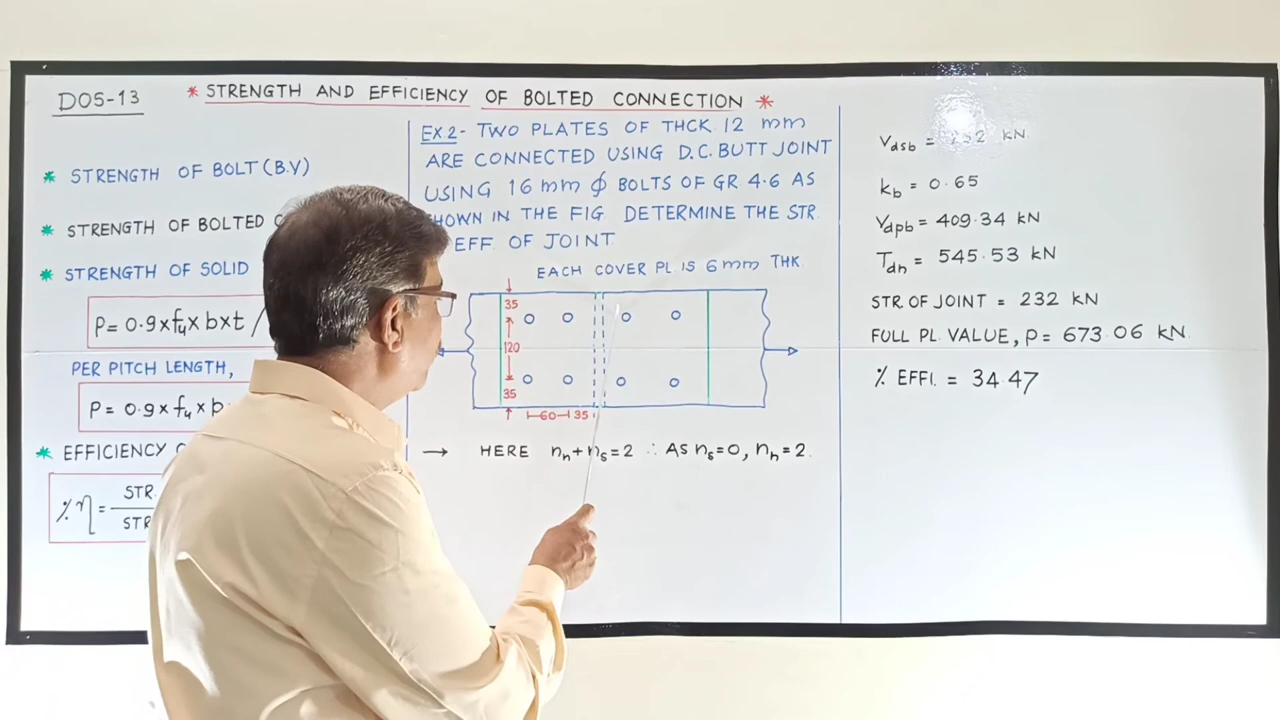 DOS-13
* STRENGTH AND EFFICIENCY OF BOLTED CONNECTION *
* STRENGTH OF BOLT (B.V)
* STRENGTH OF BOLTED
* STRENGTH OF SOLID
P = 0.9 x fu x b x t /
PER PITCH LENGTH,
P = 0.9 x fu x p
* EFFICIENCY
% η = STR.
STR
EX.2- TWO PLATES OF THCK. 12 mm
ARE CONNECTED USING D.C. BUTT JOINT
USING 16 mm ϕ BOLTS OF GR 4.6 AS
SHOWN IN THE FIG. DETERMINE THE STR.
EFF. OF JOINT
EACH COVER PL IS 6 mm THK.
35
120
35
60 35
→ HERE nn + ns = 2 ∴ AS ns = 0, nn = 2.
Vdsb = 232 kN
kb = 0.65
Vdpb = 409.34 kN
Tdn = 545.53 kN
STR. OF JOINT = 232 kN
FULL PL. VALUE, P = 673.06 kN.
% EFFI. = 34.47